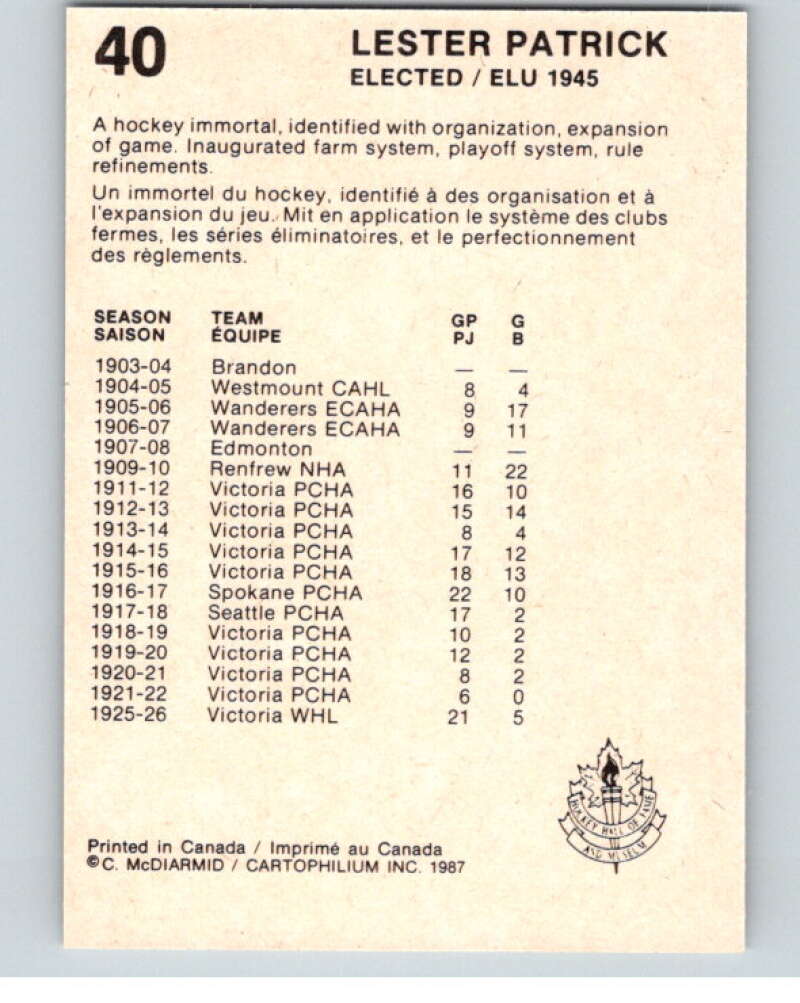 40
LESTER PATRICK
ELECTED / ELU 1945
A hockey immortal, identified with organization, expansion
of game. Inaugurated farm system, playoff system, rule
refinements.
Un immortel du hockey, identifié à des organisation et à
l'expansion du jeu. Mit en application le système des clubs
fermes, les séries éliminatoires, et le perfectionnement
des règlements.
SEASON TEAM GP G
SAISON ÉQUIPE PJ B
1903-04 Brandon — —
1904-05 Westmount CAHL 8 4
1905-06 Wanderers ECAHA 9 17
1906-07 Wanderers ECAHA 9 11
1907-08 Edmonton — —
1909-10 Renfrew NHA 11 22
1911-12 Victoria PCHA 16 10
1912-13 Victoria PCHA 15 14
1913-14 Victoria PCHA 8 4
1914-15 Victoria PCHA 17 12
1915-16 Victoria PCHA 18 13
1916-17 Spokane PCHA 22 10
1917-18 Seattle PCHA 17 2
1918-19 Victoria PCHA 10 2
1919-20 Victoria PCHA 12 2
1920-21 Victoria PCHA 8 2
1921-22 Victoria PCHA 6 0
1925-26 Victoria WHL 21 5
HOCKEY HALL OF FAME
AND MUSEUM
Printed in Canada / Imprimé au Canada
©C. McDIARMID / CARTOPHILIUM INC. 1987